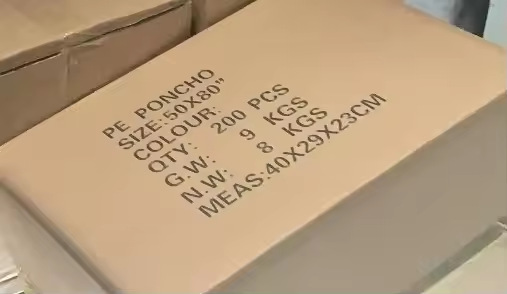 PE PONCHO
SIZE:50X80"
COLOUR:
QTY: 200 PCS
G.W: 9 KGS
N.W: 8 KGS
MEAS:40X29X23CM